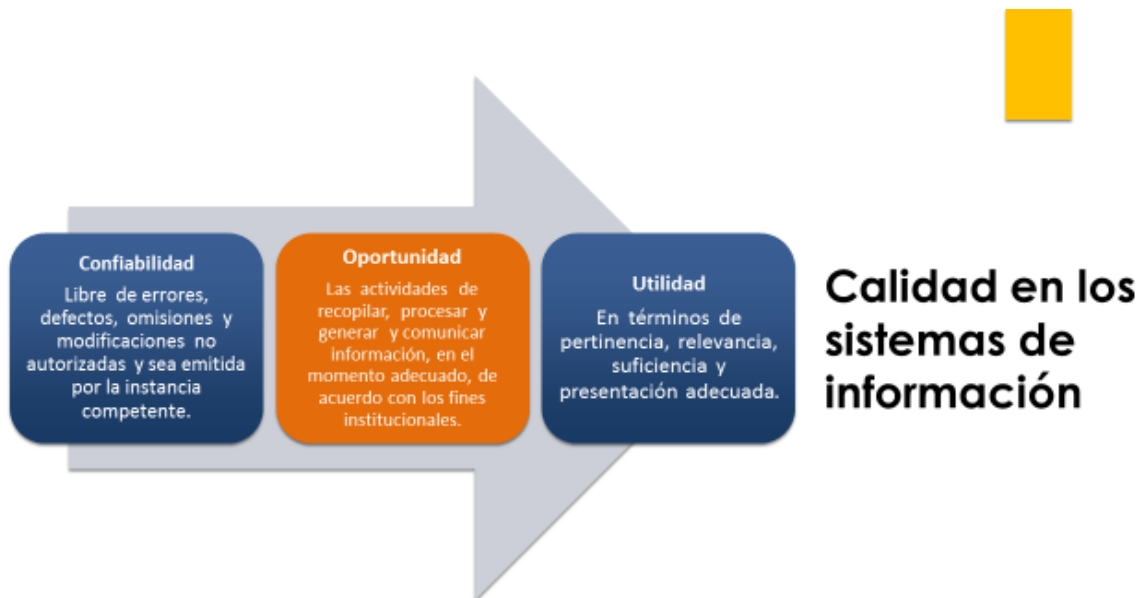 Confiabilidad
Libre de errores,
defectos, omisiones y
modificaciones no
autorizadas y sea emitida
por la instancia
competente.
Oportunidad
Las actividades de
recopilar, procesar y
generar y comunicar
información, en el
momento adecuado, de
acuerdo con los fines
institucionales.
Utilidad
En términos de
pertinencia, relevancia,
suficiencia y
presentación adecuada.
Calidad en los
sistemas de
información